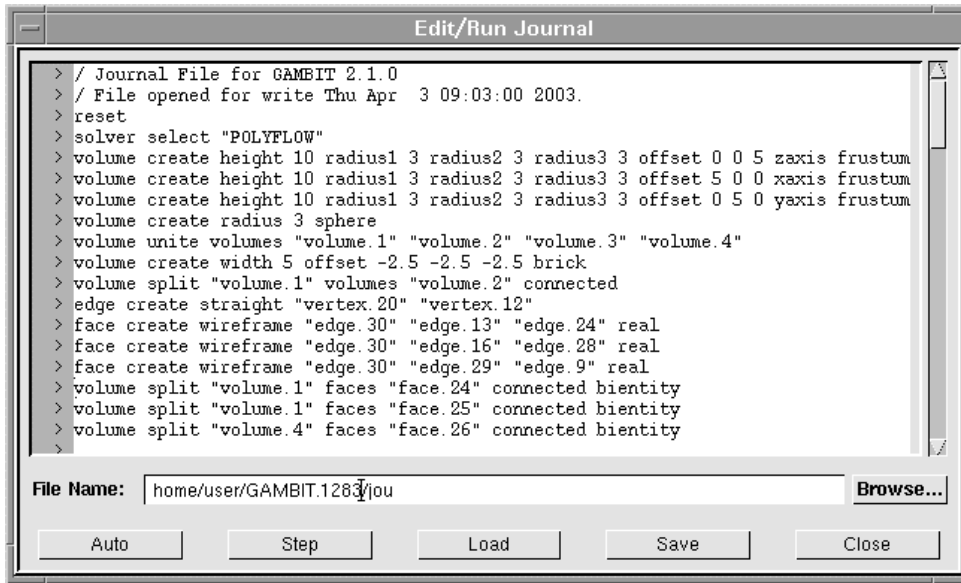 Edit/Run Journal
> / Journal File for GAMBIT 2.1.0
> / File opened for write Thu Apr  3 09:03:00 2003.
> reset
> solver select "POLYFLOW"
> volume create height 10 radius1 3 radius2 3 radius3 3 offset 0 0 5 zaxis frustum
> volume create height 10 radius1 3 radius2 3 radius3 3 offset 5 0 0 xaxis frustum
> volume create height 10 radius1 3 radius2 3 radius3 3 offset 0 5 0 yaxis frustum
> volume create radius 3 sphere
> volume unite volumes "volume.1" "volume.2" "volume.3" "volume.4"
> volume create width 5 offset -2.5 -2.5 -2.5 brick
> volume split "volume.1" volumes "volume.2" connected
> edge create straight "vertex.20" "vertex.12"
> face create wireframe "edge.30" "edge.13" "edge.24" real
> face create wireframe "edge.30" "edge.16" "edge.28" real
> face create wireframe "edge.30" "edge.29" "edge.9" real
> volume split "volume.1" faces "face.24" connected bientity
> volume split "volume.1" faces "face.25" connected bientity
> volume split "volume.4" faces "face.26" connected bientity
>
File Name: home/user/GAMBIT.1283/jou Browse...
Auto Step Load Save Close